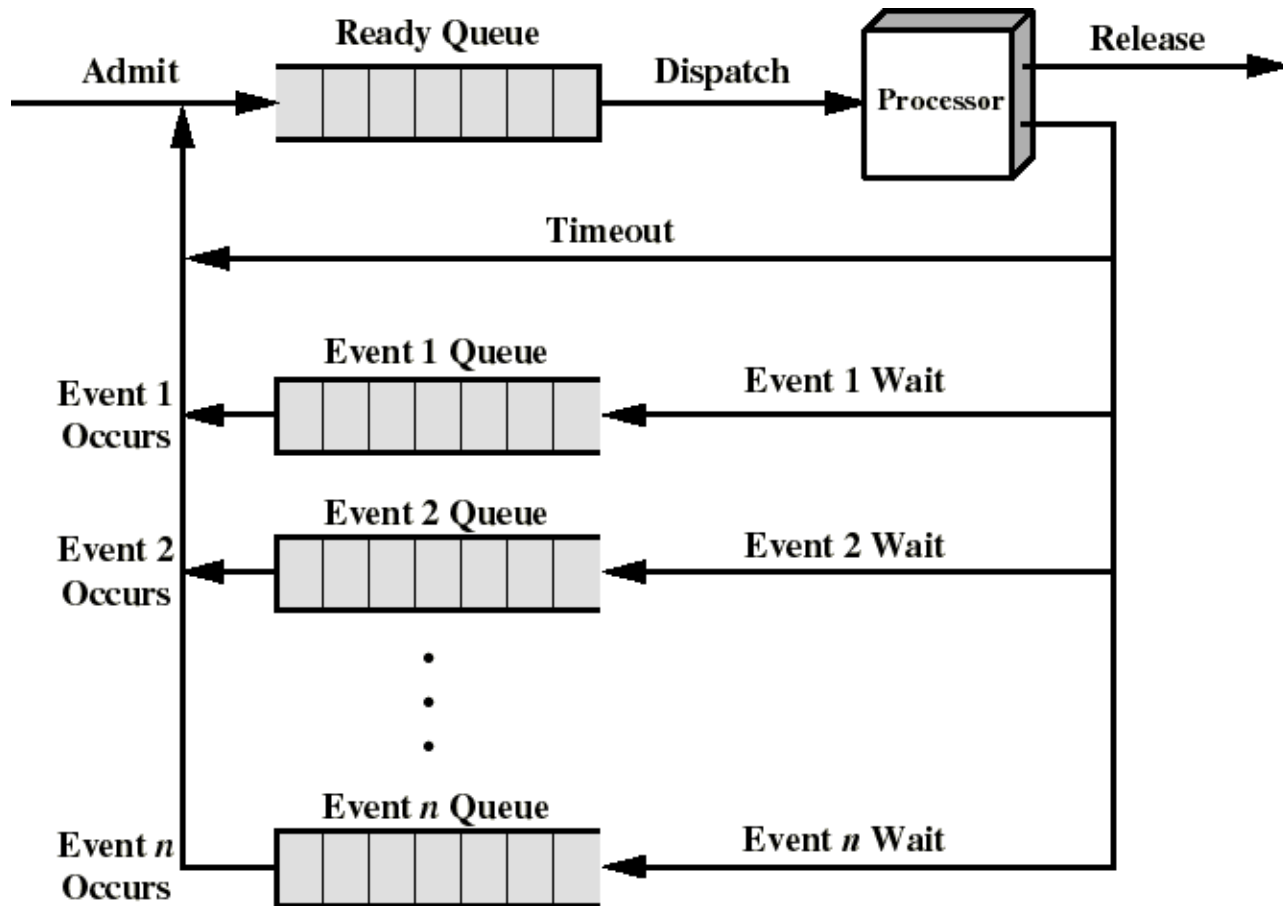 Ready Queue
Release
Admit
Dispatch
Processor
Timeout
Event 1 Queue
Event 1
Occurs
Event 1 Wait
Event 2 Queue
Event 2
Occurs
Event 2 Wait
Event n Queue
Event n
Occurs
Event n Wait